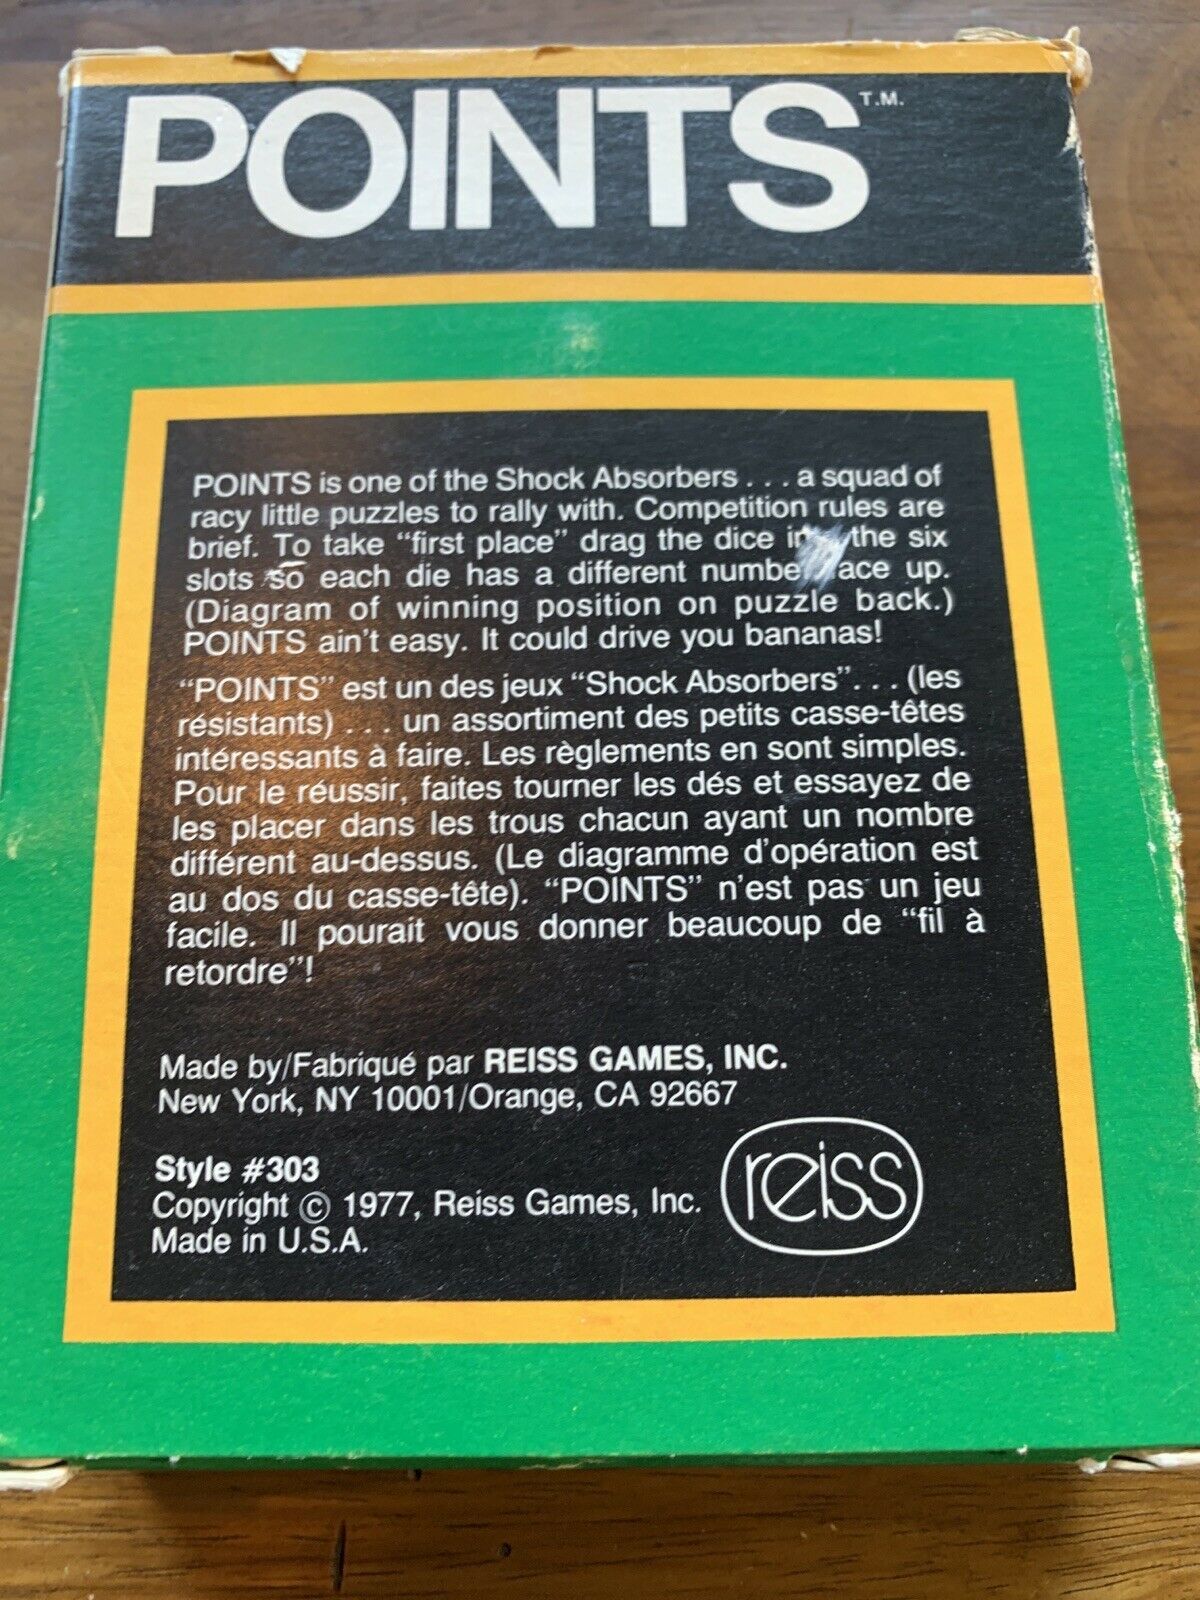 POINTS T.M.
POINTS is one of the Shock Absorbers . . . a squad of
racy little puzzles to rally with. Competition rules are
brief. To take “first place” drag the dice the six
slots so each die has a different up.
(Diagram of winning position on puzzle back.)
POINTS ain't easy. It could drive you bananas!
“POINTS” est un des jeux “Shock Absorbers”. . . (les
résistants) . . . un assortiment des petits casse-têtes
intéressants à faire. Les règlements en sont simples.
Pour le réussir, faites tourner les dés et essayez de
les placer dans les trous chacun ayant un nombre
différent au-dessus. (Le diagramme d'opération est
au dos du casse-tête). “POINTS” n'est pas un jeu
facile. Il pourait vous donner beaucoup de “fil à
retordre”!
Made by/Fabriqué par REISS GAMES, INC.
New York, NY 10001/Orange, CA 92667
Style #303
Copyright © 1977, Reiss Games, Inc.
Made in U.S.A.
reiss